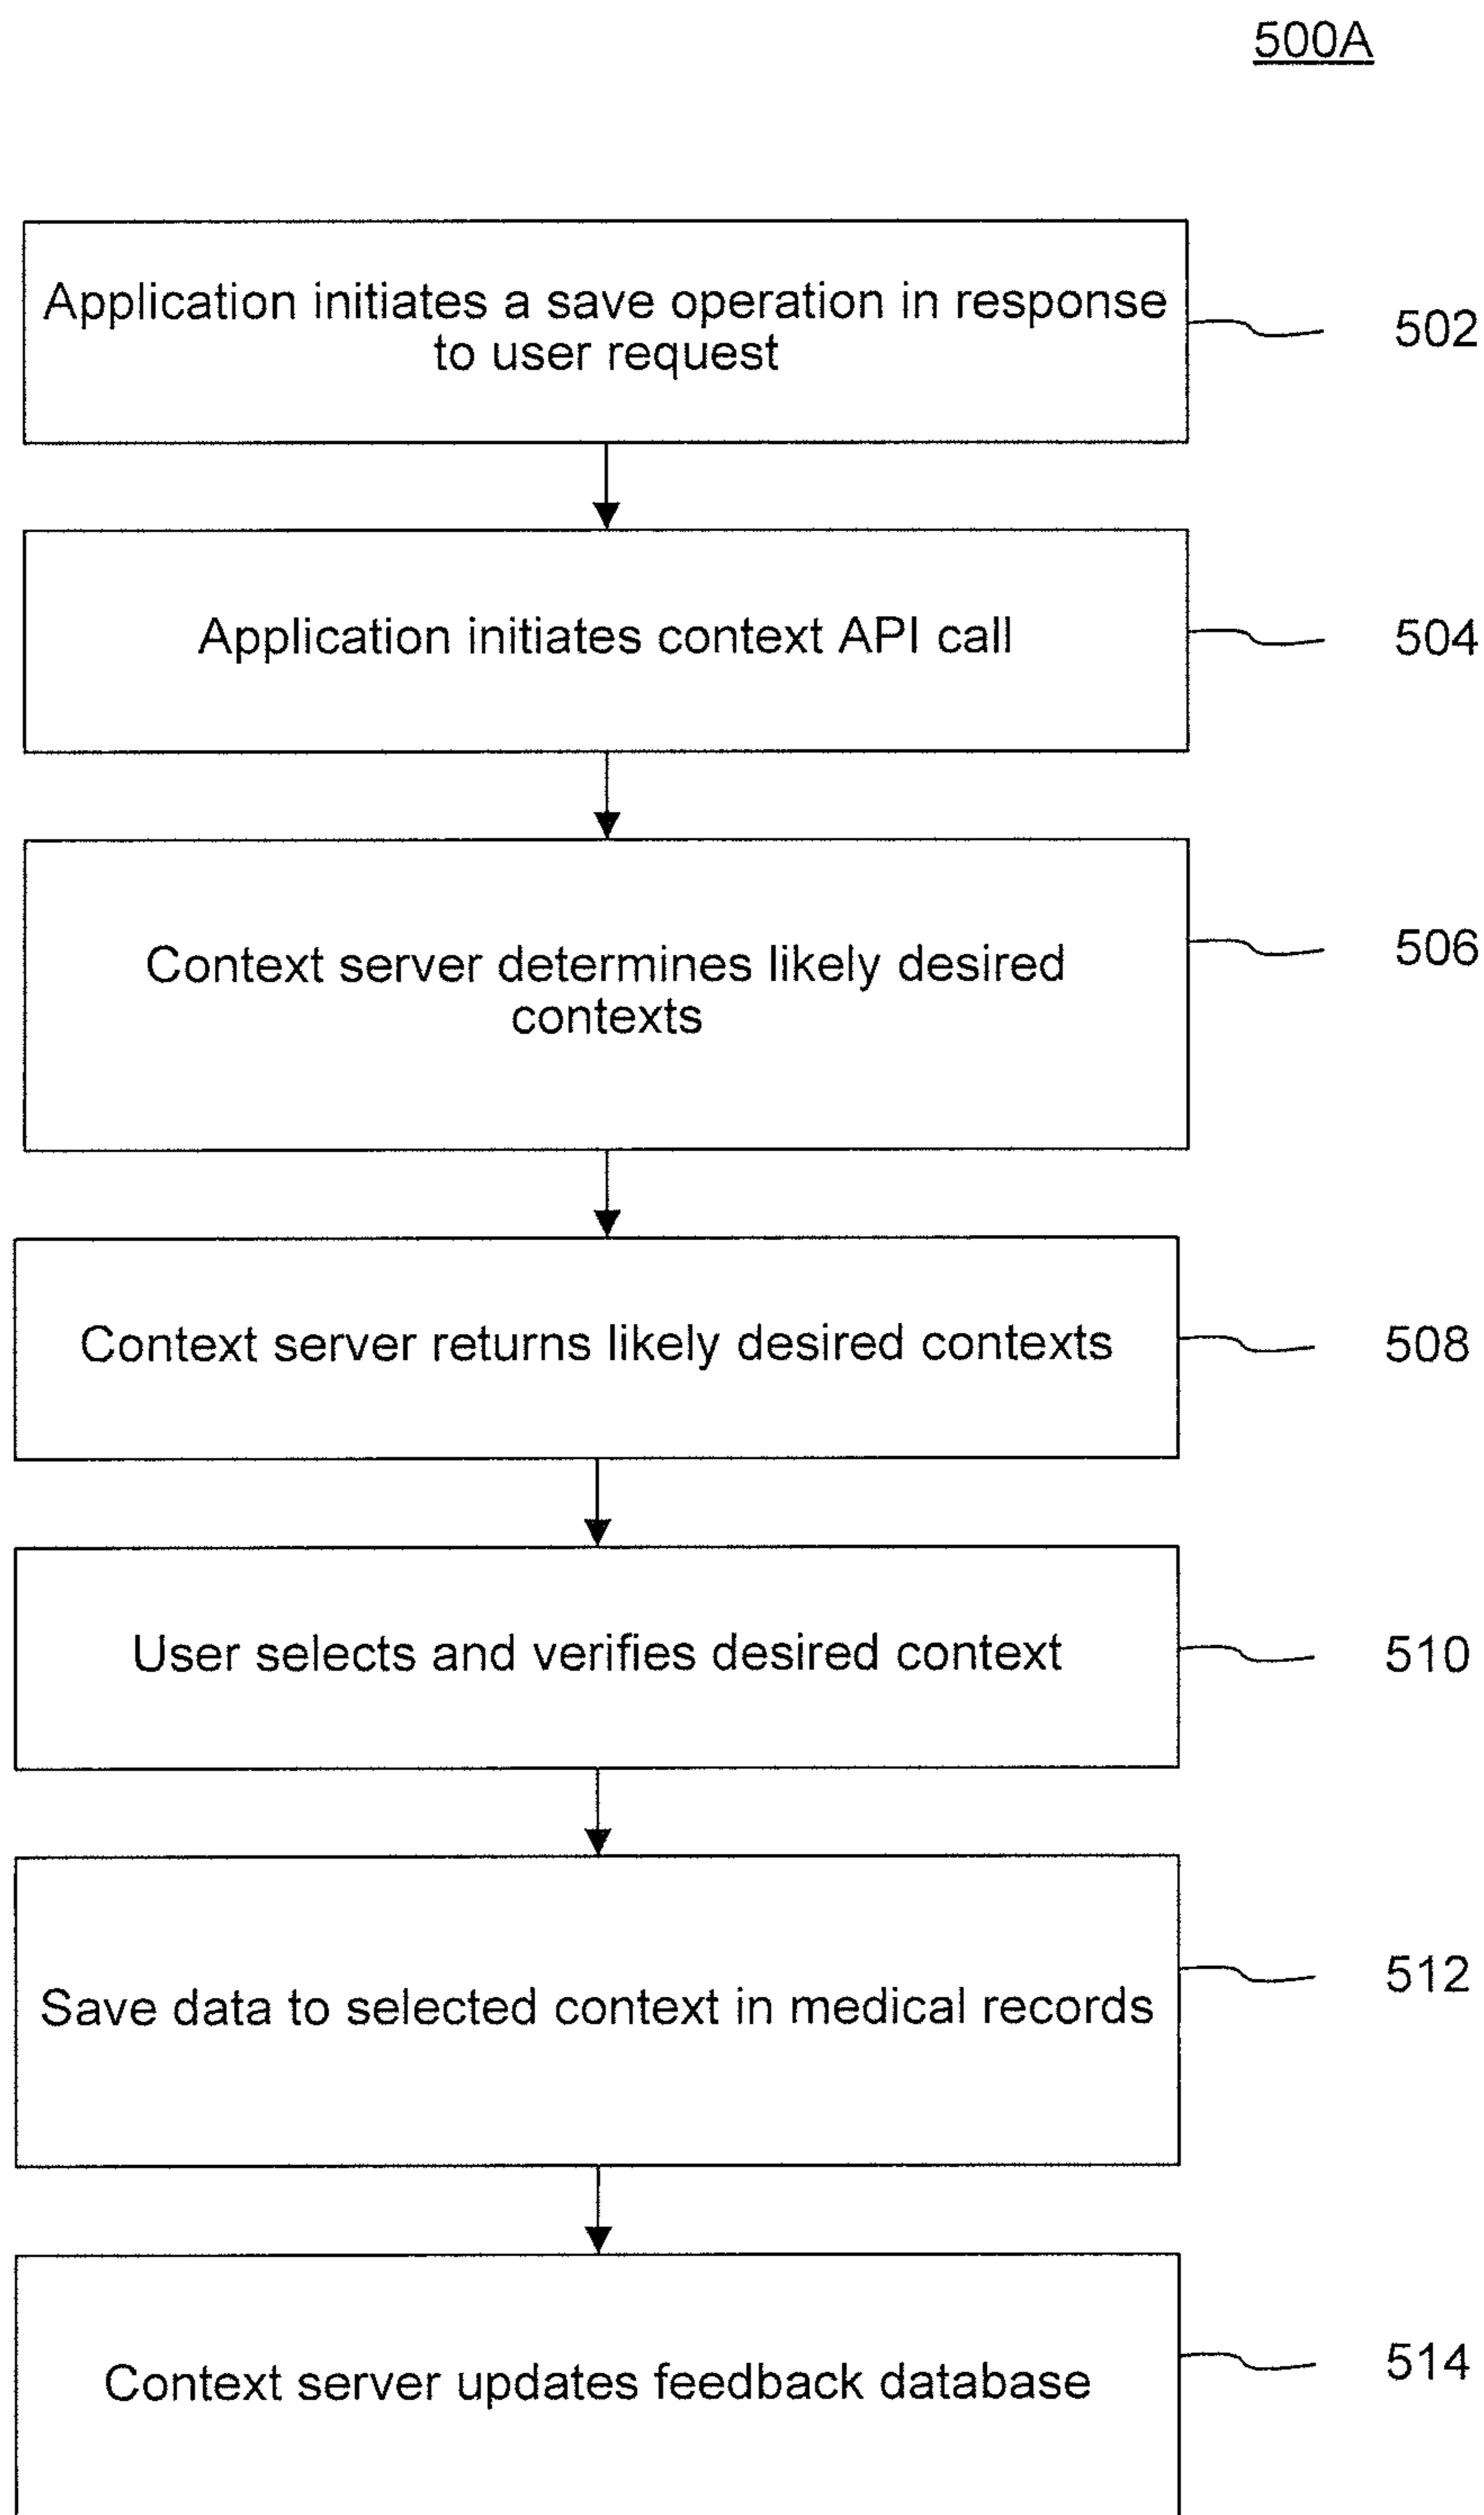 500A
Application initiates a save operation in response
to user request
502
Application initiates context API call
504
Context server determines likely desired
contexts
506
Context server returns likely desired contexts
508
User selects and verifies desired context
510
Save data to selected context in medical records
512
Context server updates feedback database
514